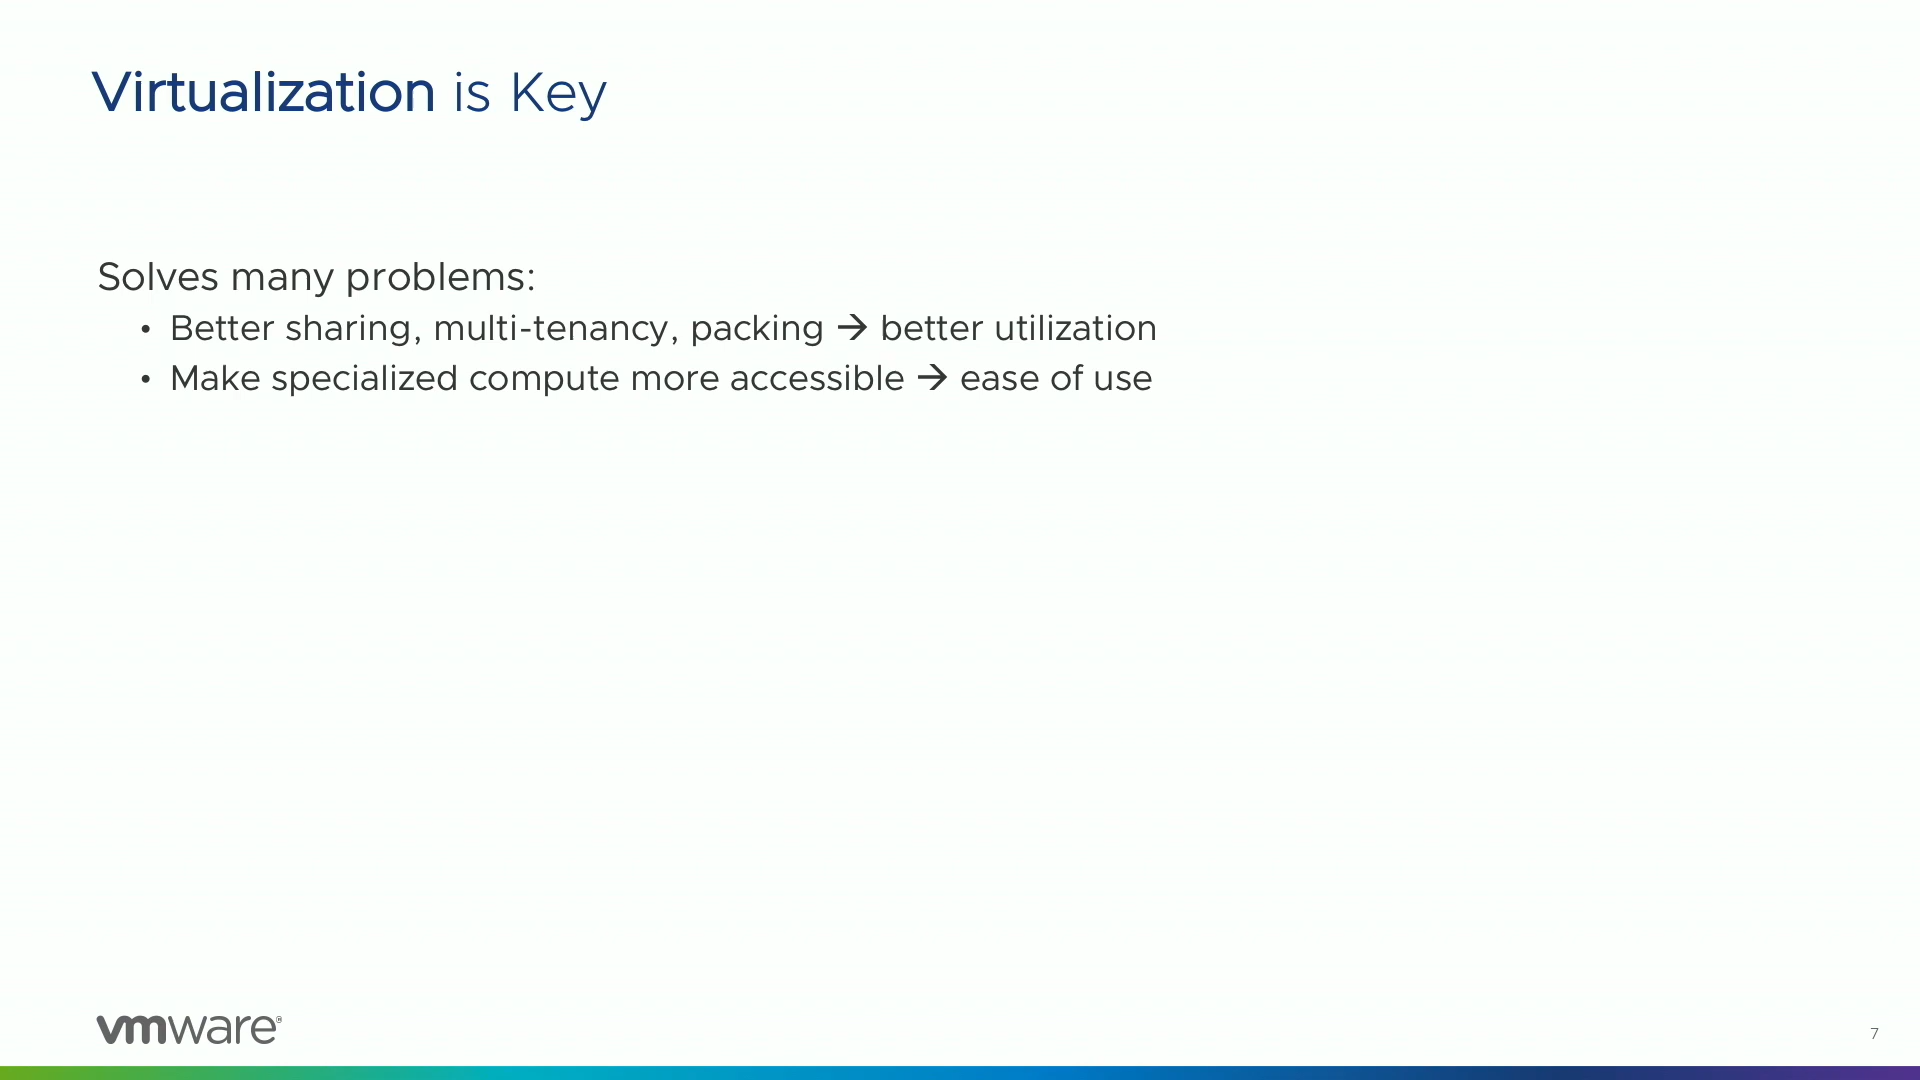 Virtualization is Key
Solves many problems:
• Better sharing, multi-tenancy, packing → better utilization
• Make specialized compute more accessible → ease of use
vmware®
7